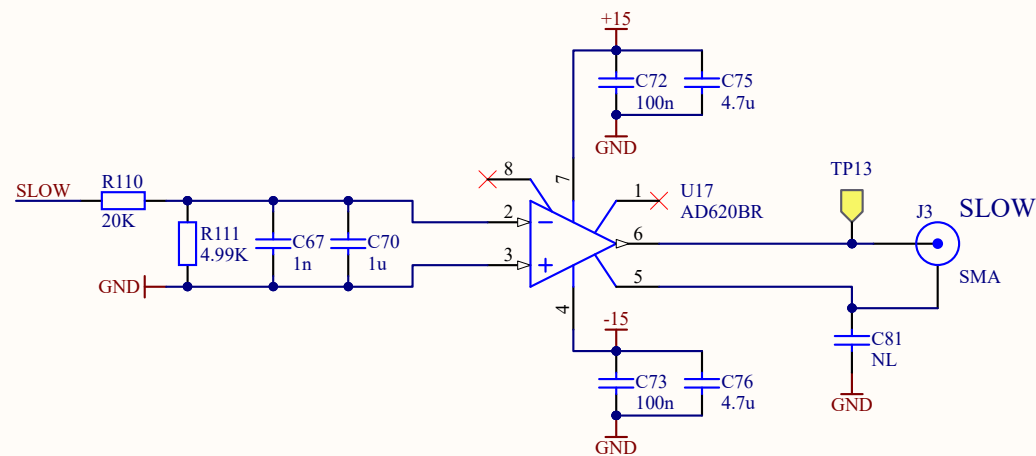 +15
C72
100n
C75
4.7u
GND
8
7
1
U17
AD620BR
TP13
J3
SLOW
SLOW
R110
20K
R111
4.99K
C67
1n
C70
1u
2
3
6
5
4
SMA
GND
-15
C73
100n
C76
4.7u
GND
C81
NL
GND